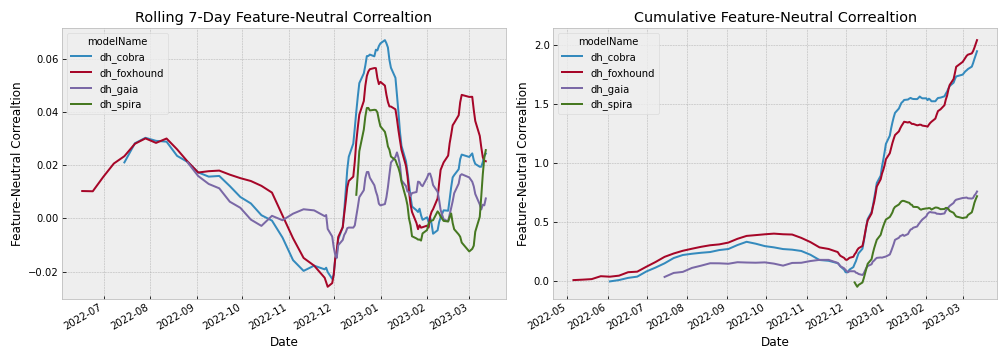 Rolling 7-Day Feature-Neutral Correaltion
Feature-Neutral Correaltion
modelName
dh_cobra
dh_foxhound
dh_gaia
dh_spira
0.06
0.04
0.02
0.00
−0.02
2022-07
2022-08
2022-09
2022-10
2022-11
2022-12
2023-01
2023-02
2023-03
Date
Cumulative Feature-Neutral Correaltion
Feature-Neutral Correaltion
modelName
dh_cobra
dh_foxhound
dh_gaia
dh_spira
2.0
1.5
1.0
0.5
0.0
2022-05
2022-06
2022-07
2022-08
2022-09
2022-10
2022-11
2022-12
2023-01
2023-02
2023-03
Date